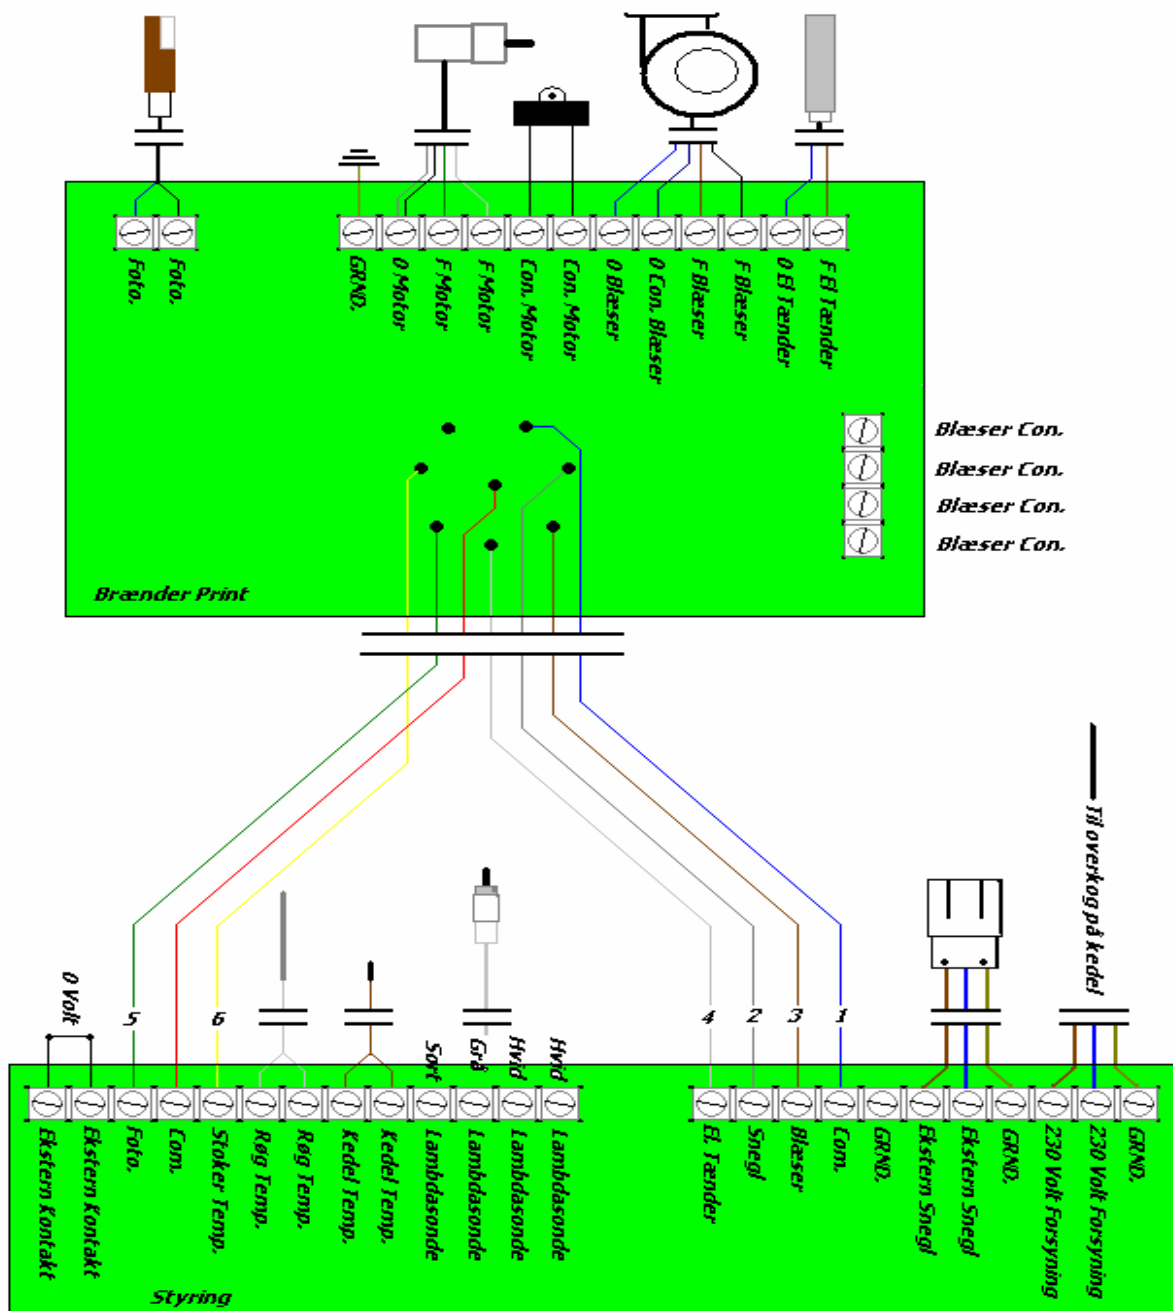 Foto.
Foto.
GRND.
0 Motor
F Motor
F Motor
Con. Motor
Con. Motor
0 Blæser
0 Con. Blæser
F Blæser
F Blæser
0 El Tænder
F El Tænder
Blæser Con.
Blæser Con.
Blæser Con.
Blæser Con.
Brænder Print
Til overkog på kedel
0 Volt
5
6
Sort
Grå
Hvid
Hvid
4
2
3
1
Ekstern Kontakt
Ekstern Kontakt
Foto.
Com.
Stoker Temp.
Røg Temp.
Røg Temp.
Kedel Temp.
Kedel Temp.
Lambdasonde
Lambdasonde
Lambdasonde
Lambdasonde
El. Tænder
Snegl
Blæser
Com.
GRND.
Ekstern Snegl
Ekstern Snegl
GRND.
230 Volt Forsyning
230 Volt Forsyning
GRND.
Styring